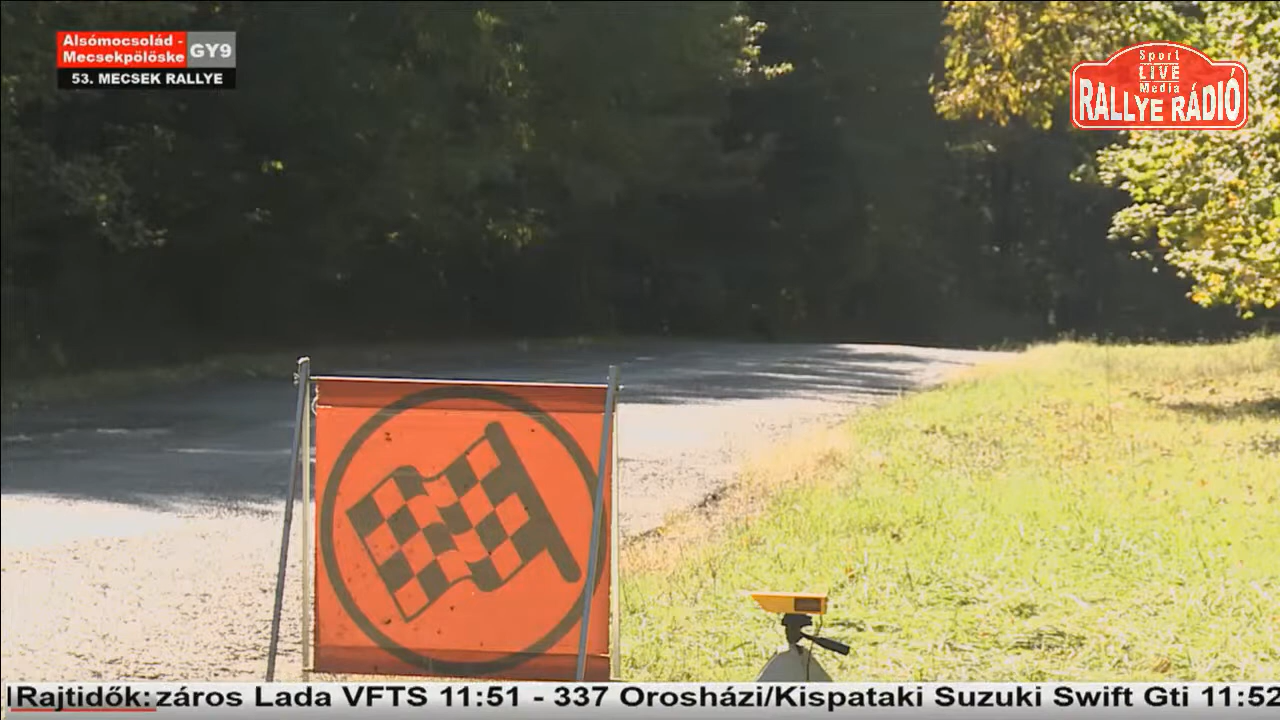 Alsómocsolád -
Mecsekpölöske
GY9
53. MECSEK RALLYE
Sport
LIVE
Media
RALLYE RÁDIÓ
Rajtidők: záros Lada VFTS 11:51 - 337 Orosházi/Kispataki Suzuki Swift Gti 11:52